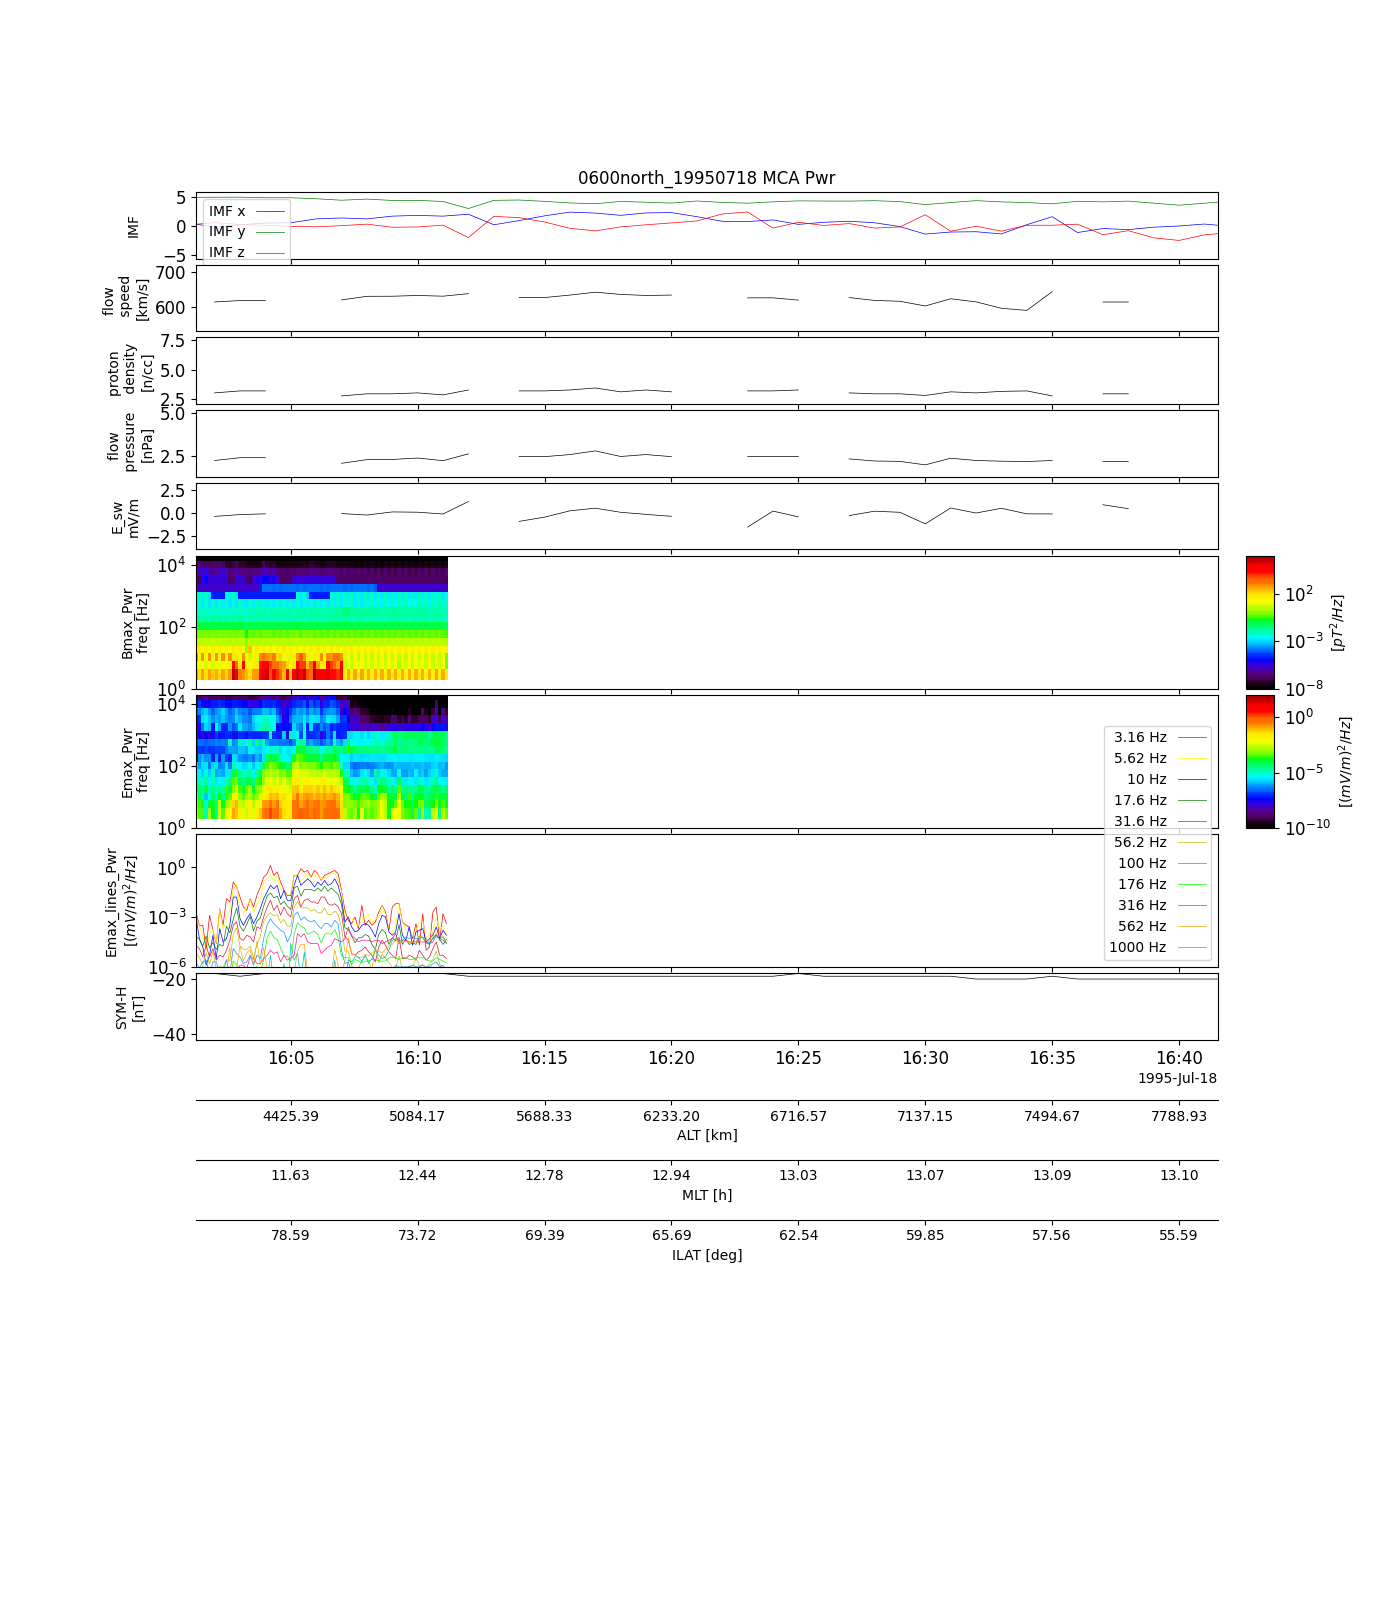 0600north_19950718 MCA Pwr
5
0
−5
IMF
IMF x
IMF y
IMF z
700
600
flow
speed
[km/s]
7.5
5.0
2.5
proton
density
[n/cc]
5.0
2.5
flow
pressure
[nPa]
2.5
0.0
−2.5
E_sw
mV/m
10^4
10^2
10^0
Bmax_Pwr
freq [Hz]
10^2
10^−3
10^−8
[pT^2/Hz]
10^4
10^2
10^0
Emax_Pwr
freq [Hz]
10^0
10^−5
10^−10
[(mV/m)^2/Hz]
3.16 Hz
5.62 Hz
10 Hz
17.6 Hz
31.6 Hz
56.2 Hz
100 Hz
176 Hz
316 Hz
562 Hz
1000 Hz
10^0
10^−3
10^−6
Emax_lines_Pwr
[(mV/m)^2/Hz]
−20
−40
SYM-H
[nT]
16:05 16:10 16:15 16:20 16:25 16:30 16:35 16:40
1995-Jul-18
4425.39 5084.17 5688.33 6233.20 6716.57 7137.15 7494.67 7788.93
ALT [km]
11.63 12.44 12.78 12.94 13.03 13.07 13.09 13.10
MLT [h]
78.59 73.72 69.39 65.69 62.54 59.85 57.56 55.59
ILAT [deg]